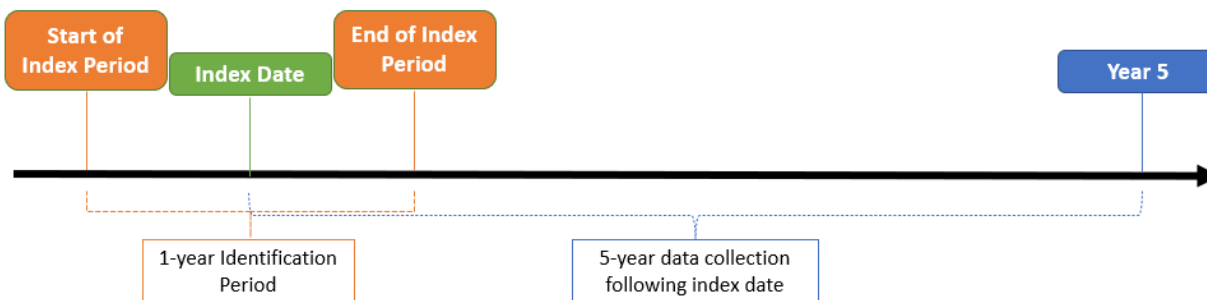 Start of
Index Period
Index Date
End of Index
Period
Year 5
1-year Identification
Period
5-year data collection
following index date